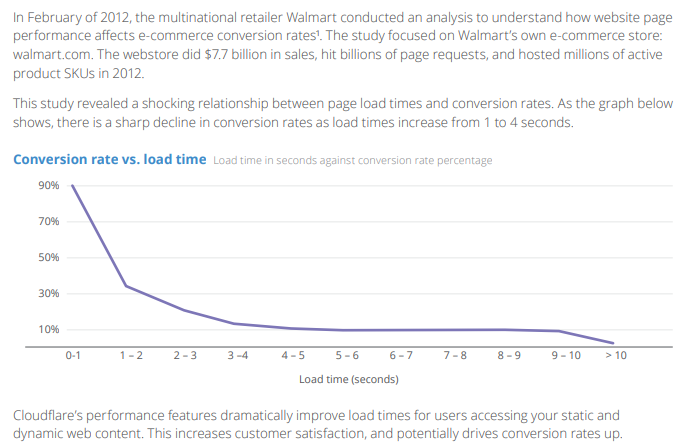 In February of 2012, the multinational retailer Walmart conducted an analysis to understand how website page
performance affects e-commerce conversion rates¹. The study focused on Walmart's own e-commerce store:
walmart.com. The webstore did $7.7 billion in sales, hit billions of page requests, and hosted millions of active
product SKUs in 2012.
This study revealed a shocking relationship between page load times and conversion rates. As the graph below
shows, there is a sharp decline in conversion rates as load times increase from 1 to 4 seconds.
Conversion rate vs. load time Load time in seconds against conversion rate percentage
90%
70%
50%
30%
10%
0-1 1 – 2 2 – 3 3 –4 4 – 5 5 – 6 6 – 7 7 – 8 8 – 9 9 – 10 > 10
Load time (seconds)
Cloudflare's performance features dramatically improve load times for users accessing your static and
dynamic web content. This increases customer satisfaction, and potentially drives conversion rates up.